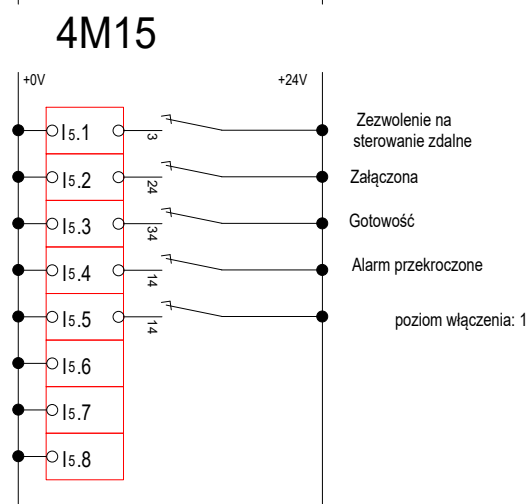 4M15
+0V
+24V
I5.1
3
Zezwolenie na
sterowanie zdalne
I5.2
24
Załączona
I5.3
34
Gotowość
I5.4
14
Alarm przekroczone
I5.5
14
poziom włączenia: 1
I5.6
I5.7
I5.8